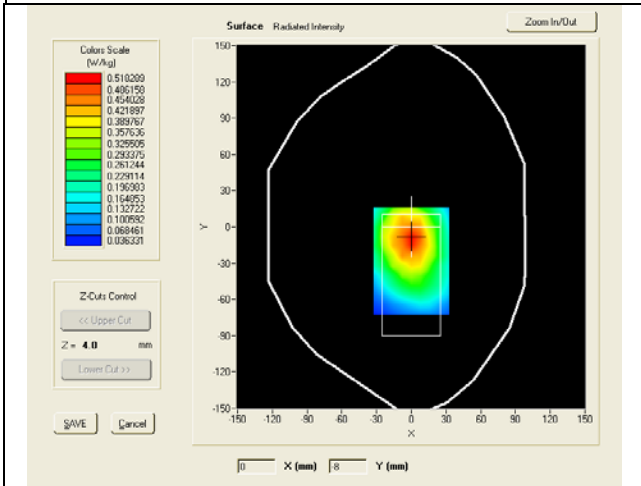 Surface Radiated Intensity
Zoom In/Out
Colors Scale
(W/kg)
0.518289
0.486158
0.454028
0.421897
0.389767
0.357636
0.325505
0.293375
0.261244
0.229114
0.196983
0.164853
0.132722
0.100592
0.068461
0.036331
Z-Cuts Control
<< Upper Cut
Z = 4.0 mm
Lower Cut >>
SAVE Cancel
150
120
90
60
30
0
-30
-60
-90
-120
-150
Y
-150 -120 -90 -60 -30 0 30 60 90 120 150
X
0 X (mm) -8 Y (mm)